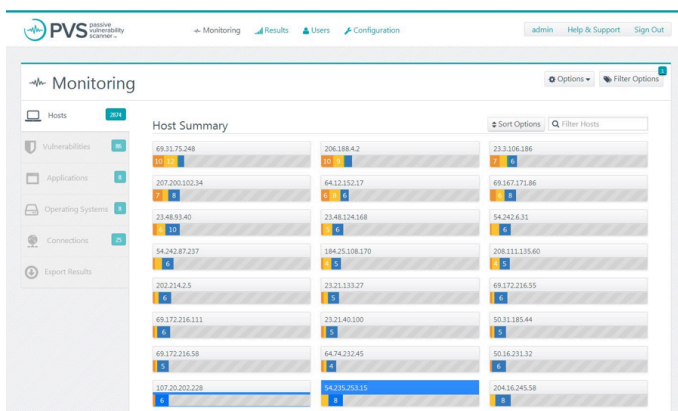 PVS passive vulnerability scanner™
Monitoring Results Users Configuration
admin Help & Support Sign Out
Monitoring
Options Filter Options 1
Hosts 2674
Vulnerabilities 86
Applications 8
Operating Systems 8
Connections 25
Export Results
Host Summary
Sort Options Filter Hosts
69.31.75.248 206.188.4.2 23.3.106.186
10 12 10 9 7 6
207.200.102.34 64.12.152.17 69.167.171.86
7 8 6 8 6 6 8
23.48.93.40 23.48.124.168 54.242.6.31
6 10 5 6 6
54.242.87.237 184.25.108.170 208.111.135.60
6 4 5 4 5
202.214.2.5 23.21.133.27 69.172.216.55
6 5 6
69.172.216.111 23.21.40.100 50.31.185.44
6 5 5
69.172.216.58 64.74.232.45 50.16.231.32
5 4 6
107.20.202.228 54.235.253.15 204.16.245.58
6 8 8